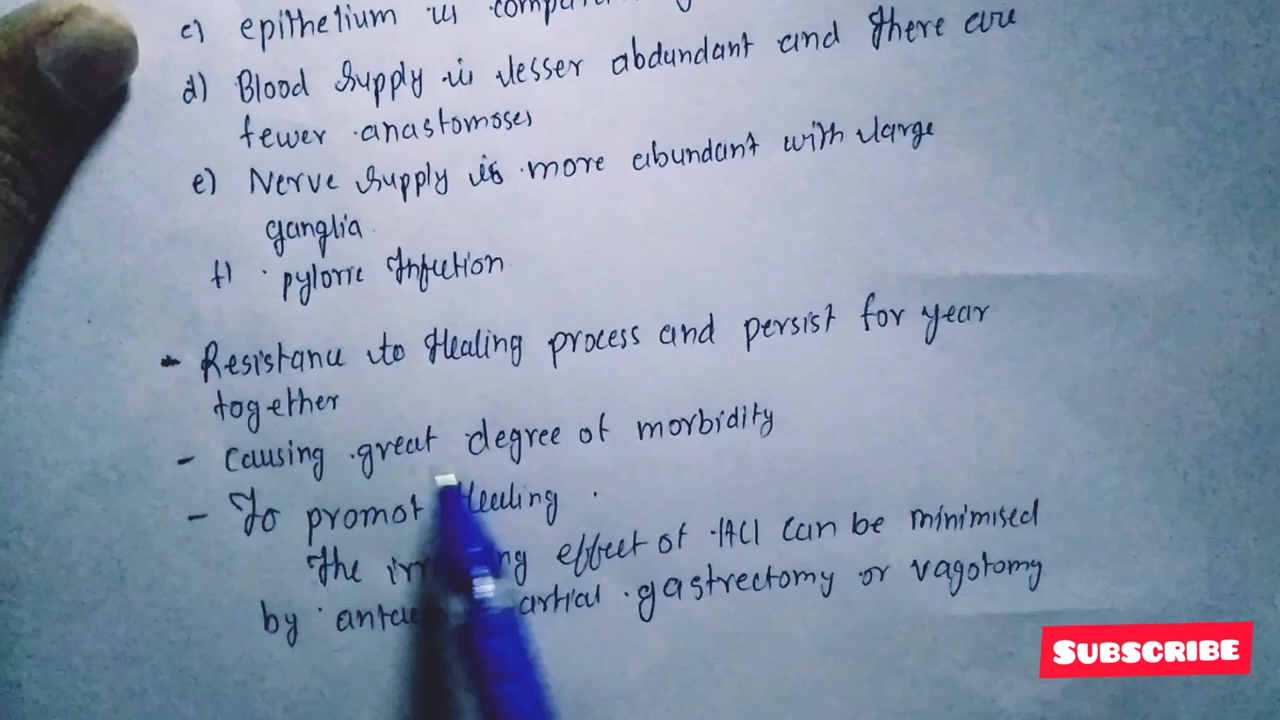 c) epithelium is
d) Blood supply is lesser abdundant and there are
fewer anastomoses
e) Nerve supply is more abundant with large
ganglia
f) pyloric Infection
- Resistance to Healing process and persist for year
together
- causing great degree of morbidity
- To promot Healing
The effect of HCl can be minimised
by gastrectomy or vagotomy
SUBSCRIBE